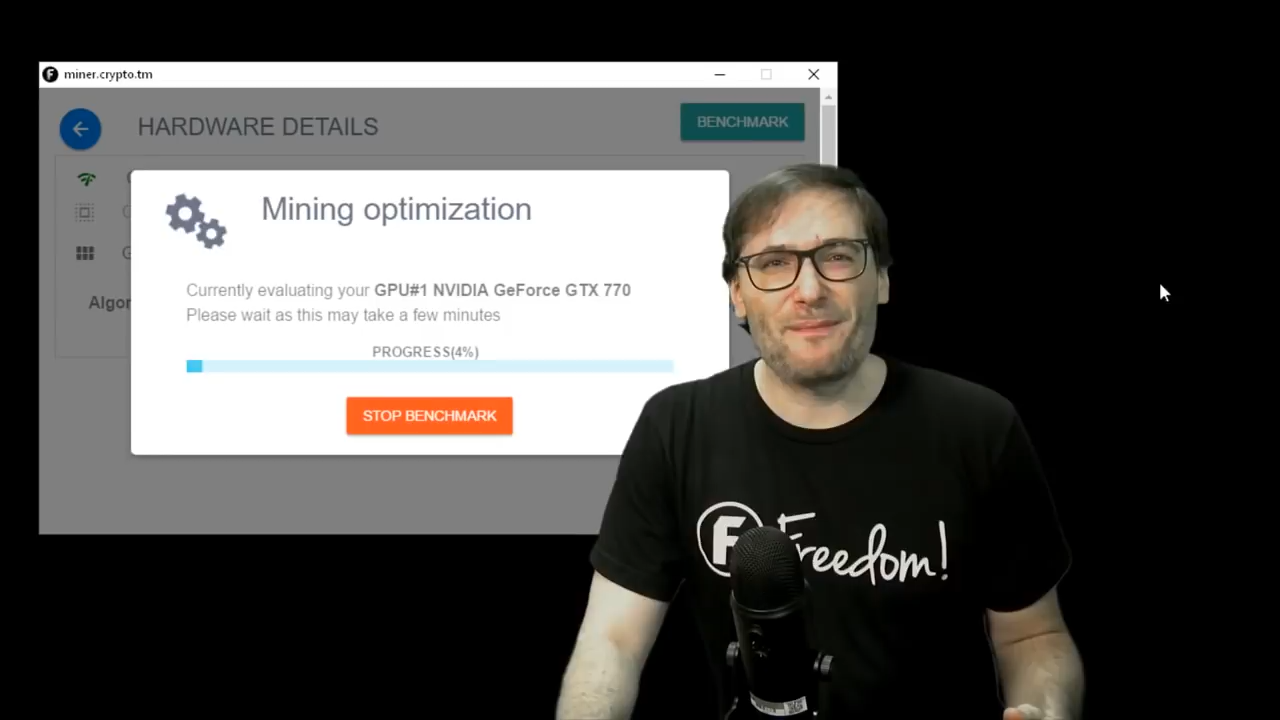 miner.crypto.tm
HARDWARE DETAILS
BENCHMARK
Mining optimization
Currently evaluating your GPU#1 NVIDIA GeForce GTX 770
Please wait as this may take a few minutes
PROGRESS(4%)
Algor
STOP BENCHMARK
F Freedom!